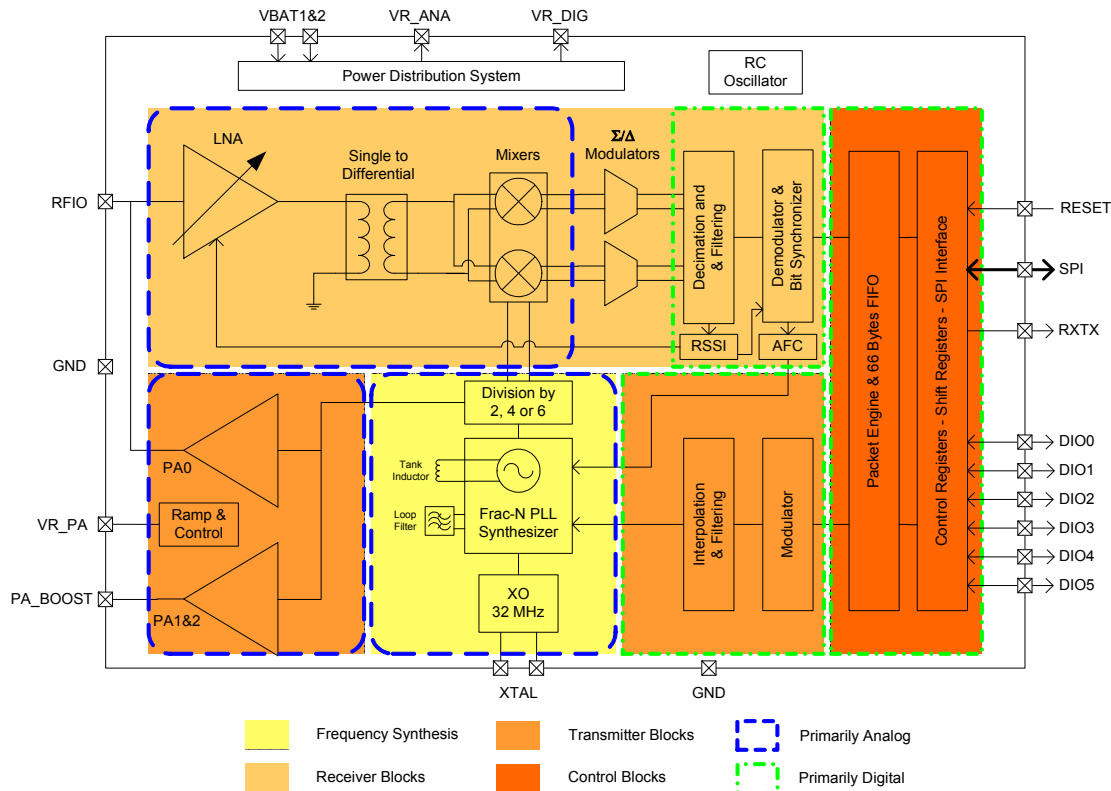 VBAT1&2
VR_ANA
VR_DIG
Power Distribution System
RC
Oscillator
LNA
Single to
Differential
Mixers
Σ/Δ
Modulators
Decimation and
& Filtering
Demodulator &
Bit Synchronizer
RSSI
AFC
Packet Engine & 66 Bytes FIFO
Control Registers - Shift Registers - SPI Interface
RFIO
GND
VR_PA
PA_BOOST
RESET
SPI
RXTX
DIO0
DIO1
DIO2
DIO3
DIO4
DIO5
PA0
Ramp &
Control
PA1&2
Division by
2, 4 or 6
Tank
Inductor
Loop
Filter
Frac-N PLL
Synthesizer
XO
32 MHz
Interpolation
& Filtering
Modulator
XTAL
GND
Frequency Synthesis
Transmitter Blocks
Primarily Analog
Receiver Blocks
Control Blocks
Primarily Digital